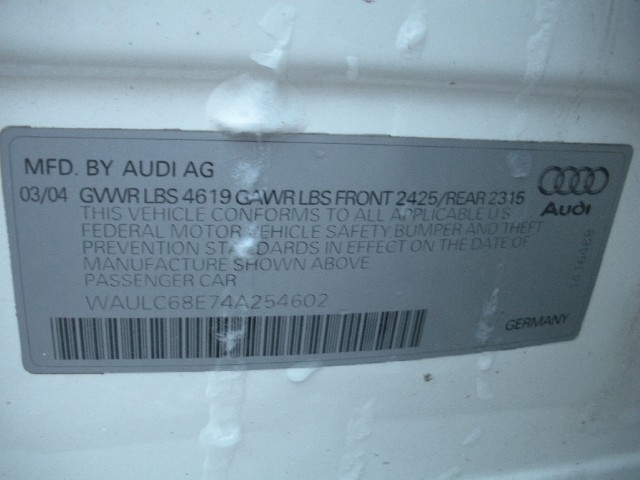 MFD. BY AUDI AG
03/04 GVWR LBS 4619 GAWR LBS FRONT 2425/REAR 2315
THIS VEHICLE CONFORMS TO ALL APPLICABLE U S
FEDERAL MOTOR VEHICLE SAFETY BUMPER AND THEFT
PREVENTION STANDARDS IN EFFECT ON THE DATE OF
MANUFACTURE SHOWN ABOVE
PASSENGER CAR
WAULC68E74A254602
Audi
GERMANY